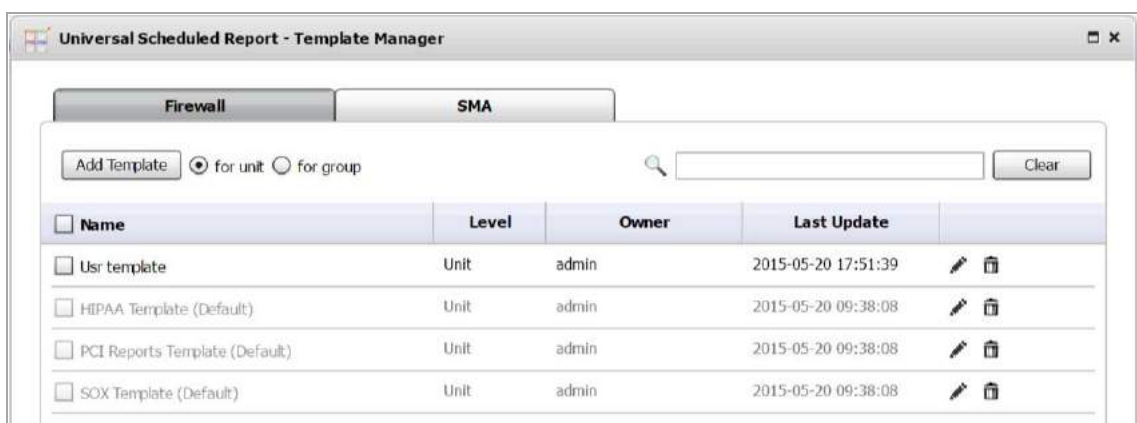 Universal Scheduled Report - Template Manager
Firewall SMA
Add Template for unit for group Clear
Name Level Owner Last Update
Usr template Unit admin 2015-05-20 17:51:39
HIPAA Template (Default) Unit admin 2015-05-20 09:38:08
PCI Reports Template (Default) Unit admin 2015-05-20 09:38:08
SOX Template (Default) Unit admin 2015-05-20 09:38:08